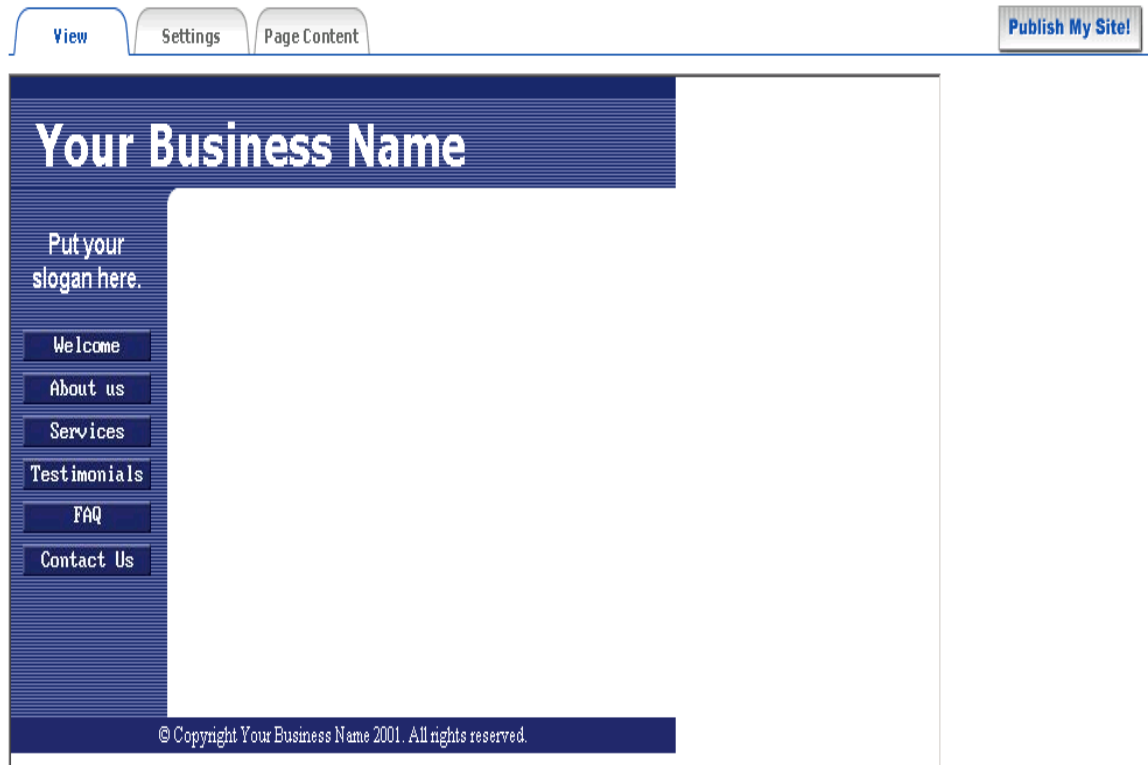 View
Settings
Page Content
Publish My Site!
Your Business Name
Put your
slogan here.
Welcome
About us
Services
Testimonials
FAQ
Contact Us
© Copyright Your Business Name 2001. All rights reserved.